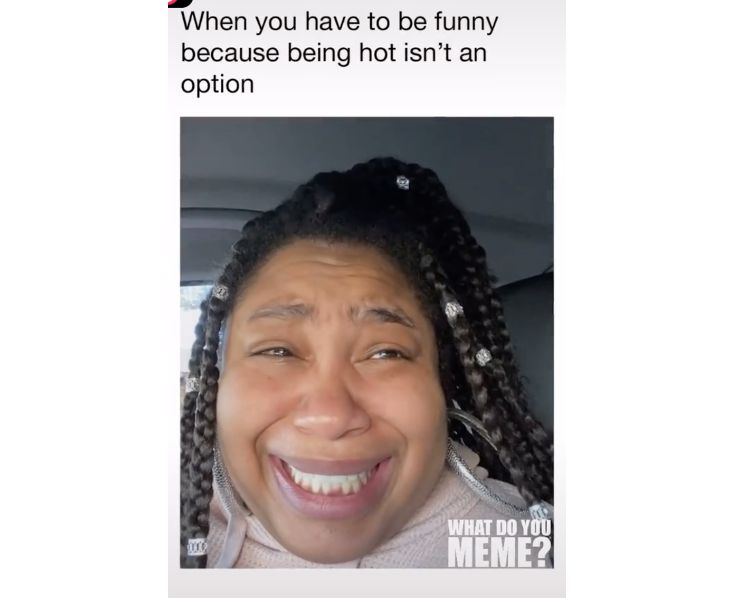 When you have to be funny
because being hot isn’t an
option
WHAT DO YOU
MEME?